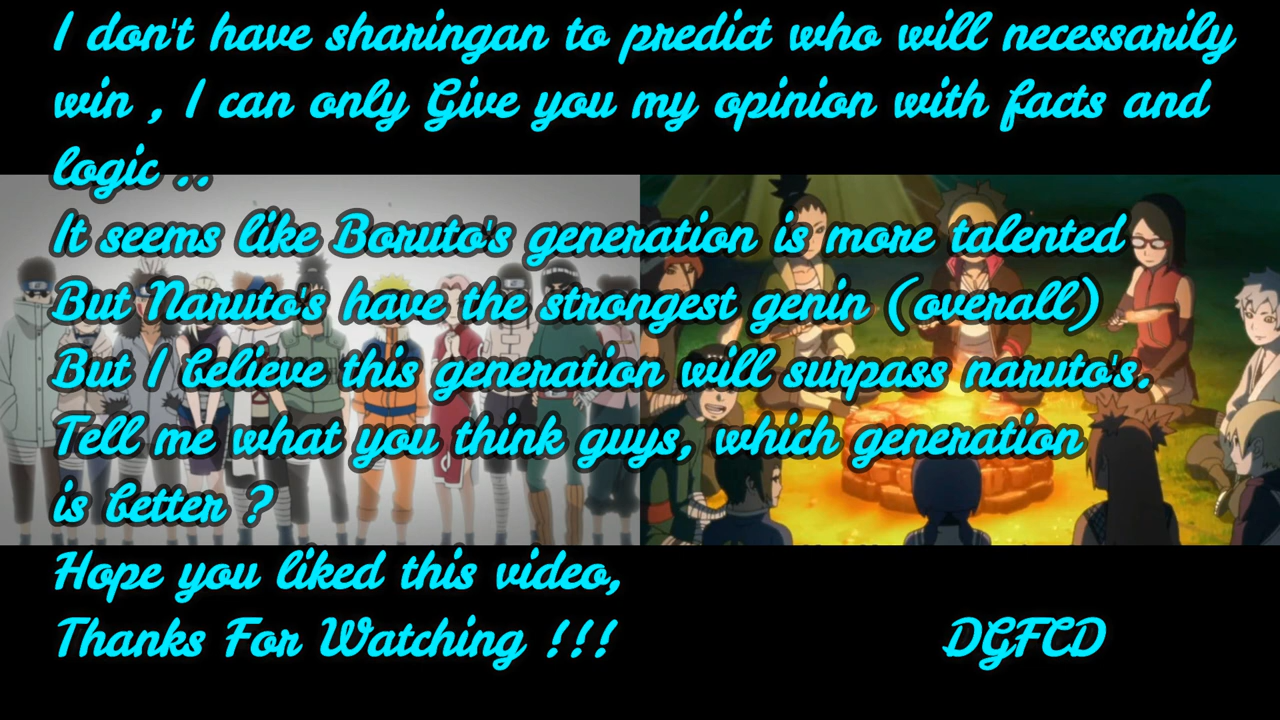 I don't have sharingan to predict who will necessarily
win , I can only Give you my opinion with facts and
logic ..
It seems like Boruto's generation is more talented
But Naruto's have the strongest genin (overall)
But I believe this generation will surpass naruto's.
Tell me what you think guys, which generation
is better ?
Hope you liked this video,
Thanks For Watching !!! DGFCD